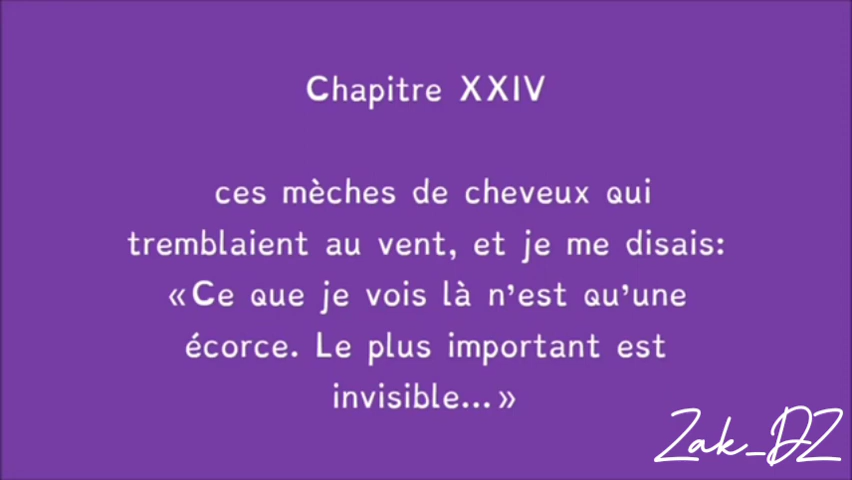 Chapitre XXIV
ces mèches de cheveux qui
tremblaient au vent, et je me disais:
«Ce que je vois là n’est qu’une
écorce. Le plus important est
invisible...»
Zak_DZ